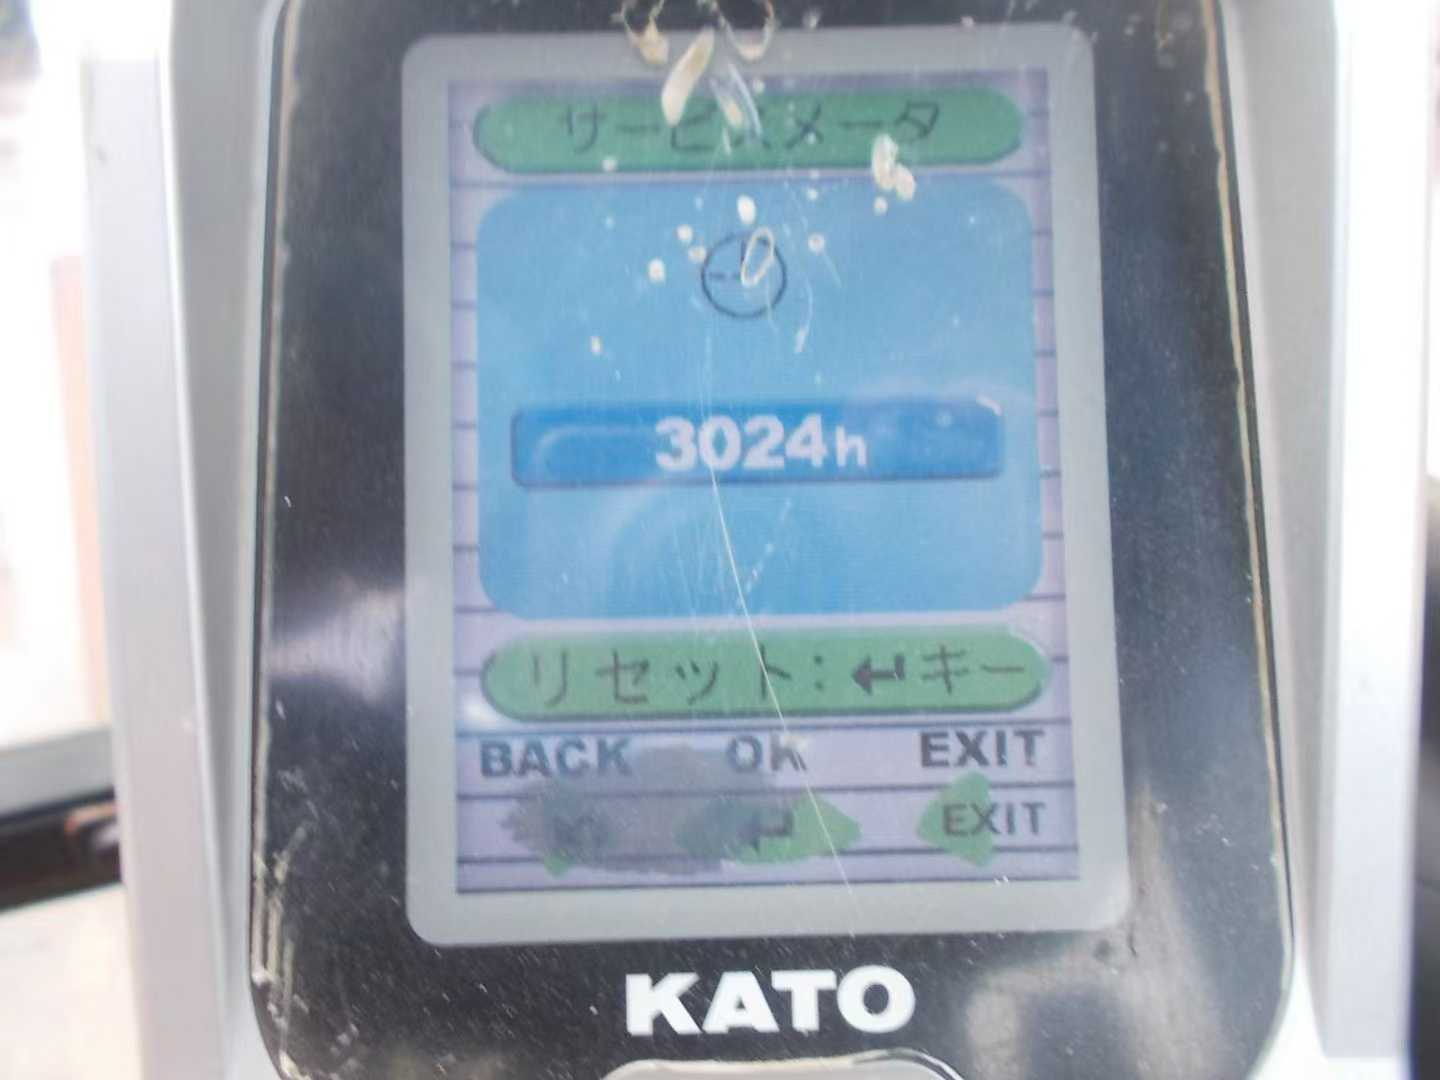 サービスメータ
3024h
リセット:↵キー
BACK OK EXIT
↵ EXIT
KATO